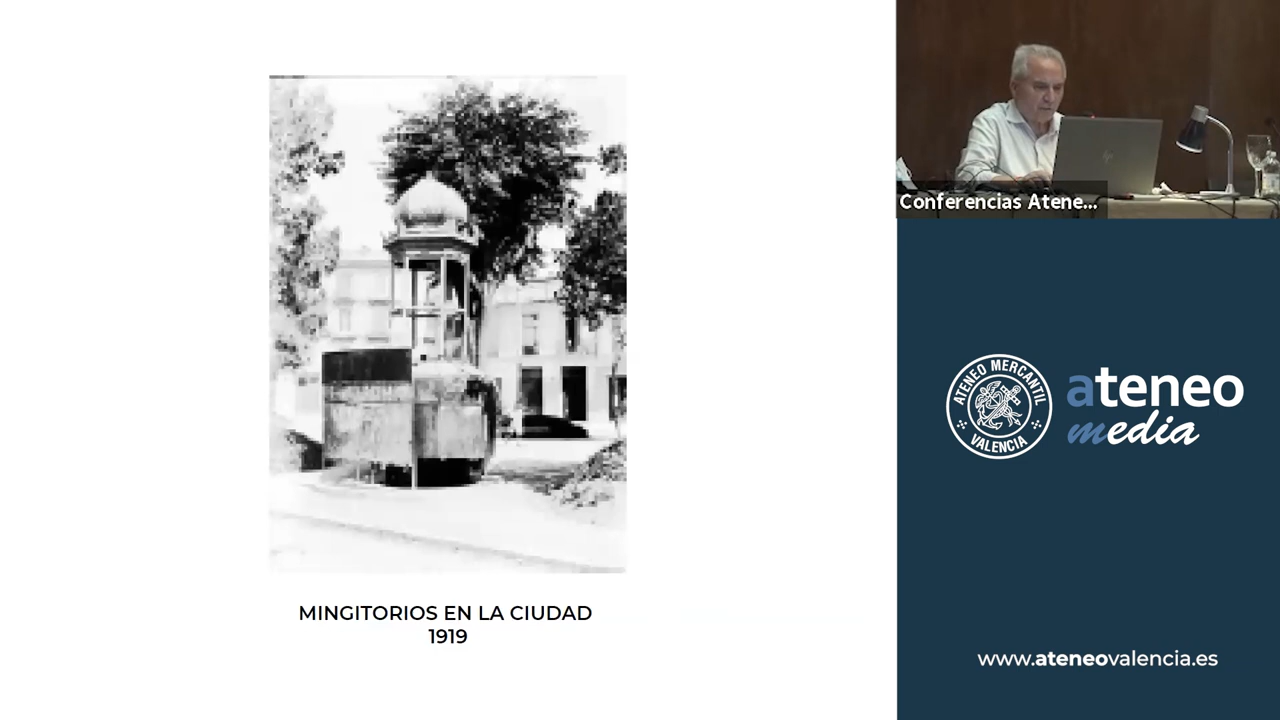 MINGITORIOS EN LA CIUDAD
1919
Conferencias Atene...
ATENEO MERCANTIL
VALENCIA
ateneo
media
www.ateneovalencia.es